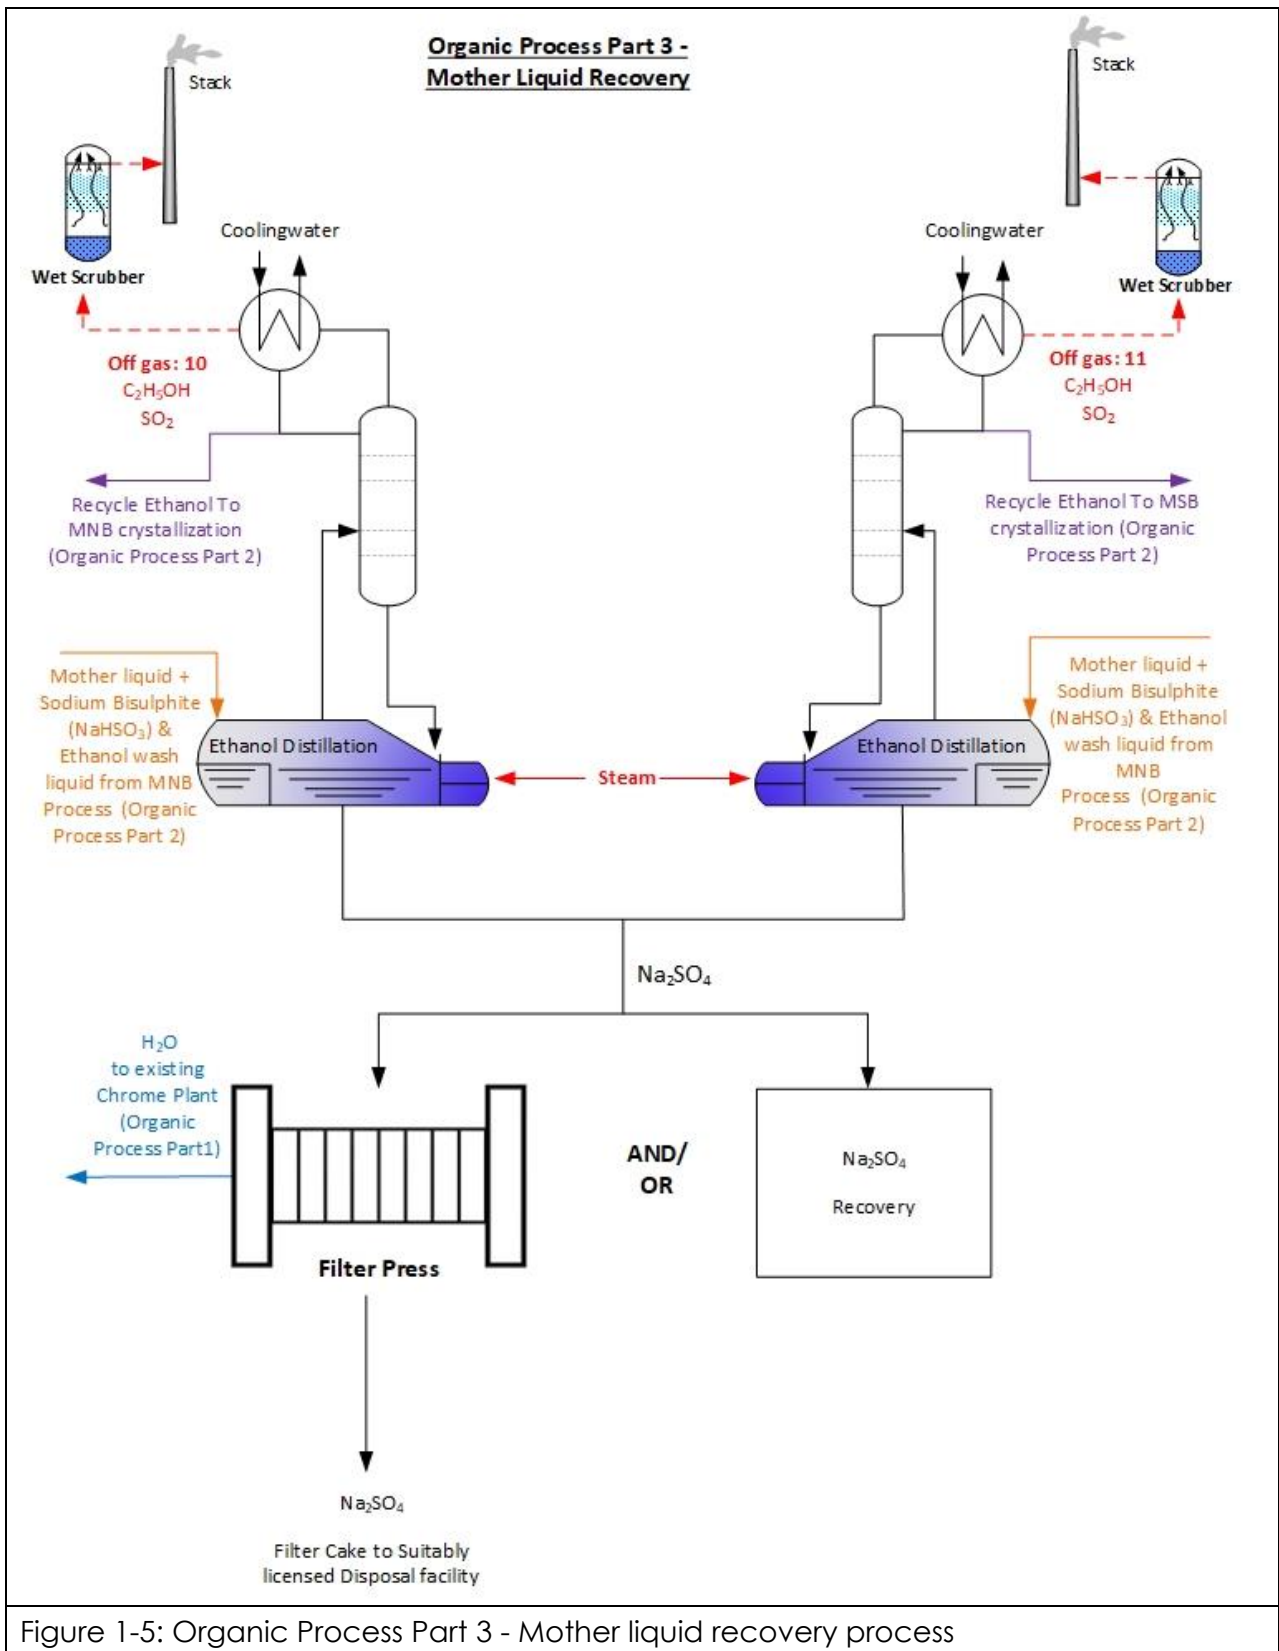 Organic Process Part 3 -
Mother Liquid Recovery
Stack
Stack
Wet Scrubber
Wet Scrubber
Coolingwater
Coolingwater
Off gas: 10
C₂H₅OH
SO₂
Off gas: 11
C₂H₅OH
SO₂
Recycle Ethanol To
MNB crystallization
(Organic Process Part 2)
Recycle Ethanol To MSB
crystallization (Organic
Process Part 2)
Mother liquid +
Sodium Bisulphite
(NaHSO₃) &
Ethanol wash
liquid from MNB
Process (Organic
Process Part 2)
Ethanol Distillation
Steam
Ethanol Distillation
Mother liquid +
Sodium Bisulphite
(NaHSO₃) & Ethanol
wash liquid from
MNB
Process (Organic
Process Part 2)
Na₂SO₄
H₂O
to existing
Chrome Plant
(Organic
Process Part1)
Filter Press
AND/
OR
Na₂SO₄
Recovery
Na₂SO₄
Filter Cake to Suitably
licensed Disposal facility
Figure 1-5: Organic Process Part 3 - Mother liquid recovery process